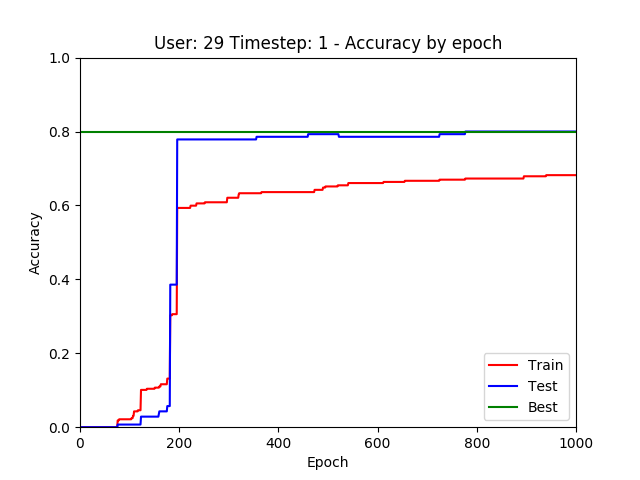 User: 29 Timestep: 1 - Accuracy by epoch
1.0
0.8
0.6
0.4
0.2
0.0
Accuracy
0 200 400 600 800 1000
Epoch
Train
Test
Best